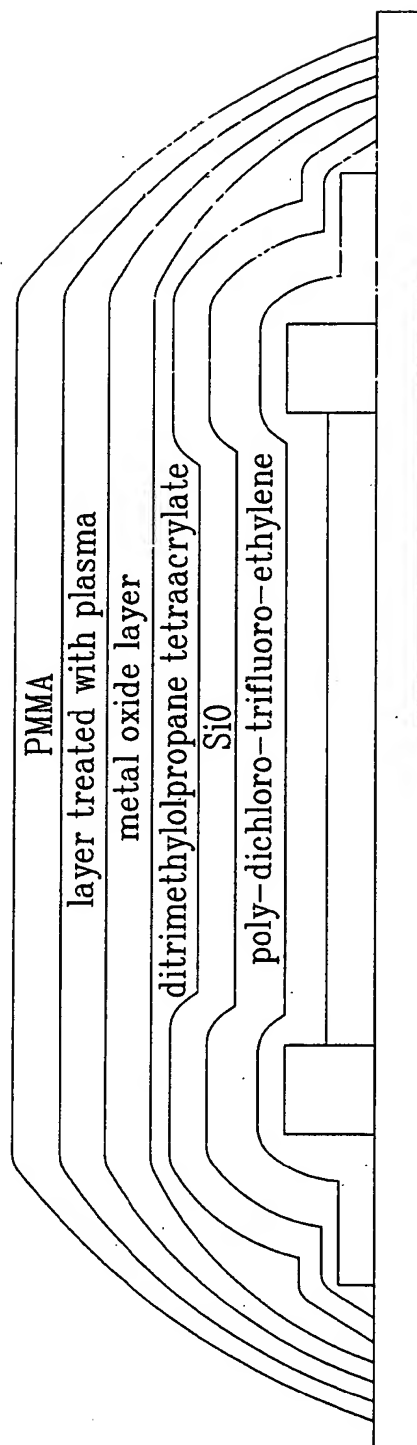 PMMA
layer treated with plasma
metal oxide layer
ditrimethylolpropane tetraacrylate
SiO
poly-dichloro-trifluoro-ethylene